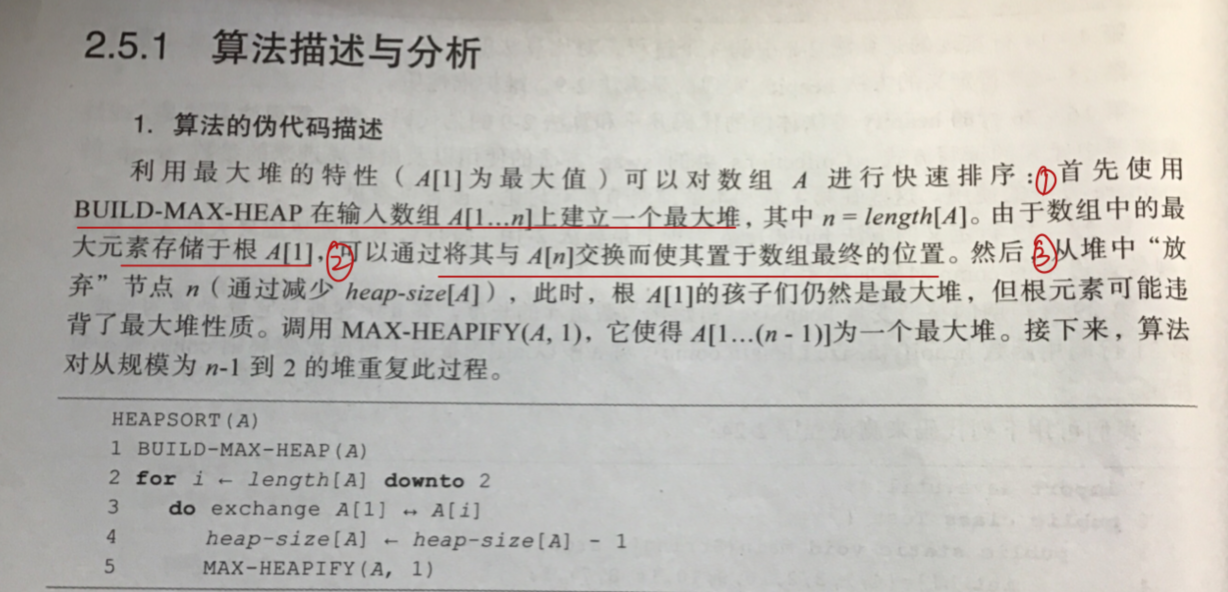 2.5.1 算法描述与分析
1. 算法的伪代码描述
利用最大堆的特性（A[1]为最大值）可以对数组 A 进行快速排序：①首先使用
BUILD-MAX-HEAP 在输入数组 A[1…n]上建立一个最大堆，其中 n = length[A]。由于数组中的最
大元素存储于根 A[1]，②可以通过将其与 A[n]交换而使其置于数组最终的位置。然后③从堆中“放
弃”节点 n（通过减少 heap-size[A]），此时，根 A[1]的孩子们仍然是最大堆，但根元素可能违
背了最大堆性质。调用 MAX-HEAPIFY(A, 1)，它使得 A[1…(n - 1)]为一个最大堆。接下来，算法
对从规模为 n-1 到 2 的堆重复此过程。
HEAPSORT(A)
1 BUILD-MAX-HEAP(A)
2 for i ← length[A] downto 2
3 do exchange A[1] ↔ A[i]
4 heap-size[A] ← heap-size[A] - 1
5 MAX-HEAPIFY(A, 1)